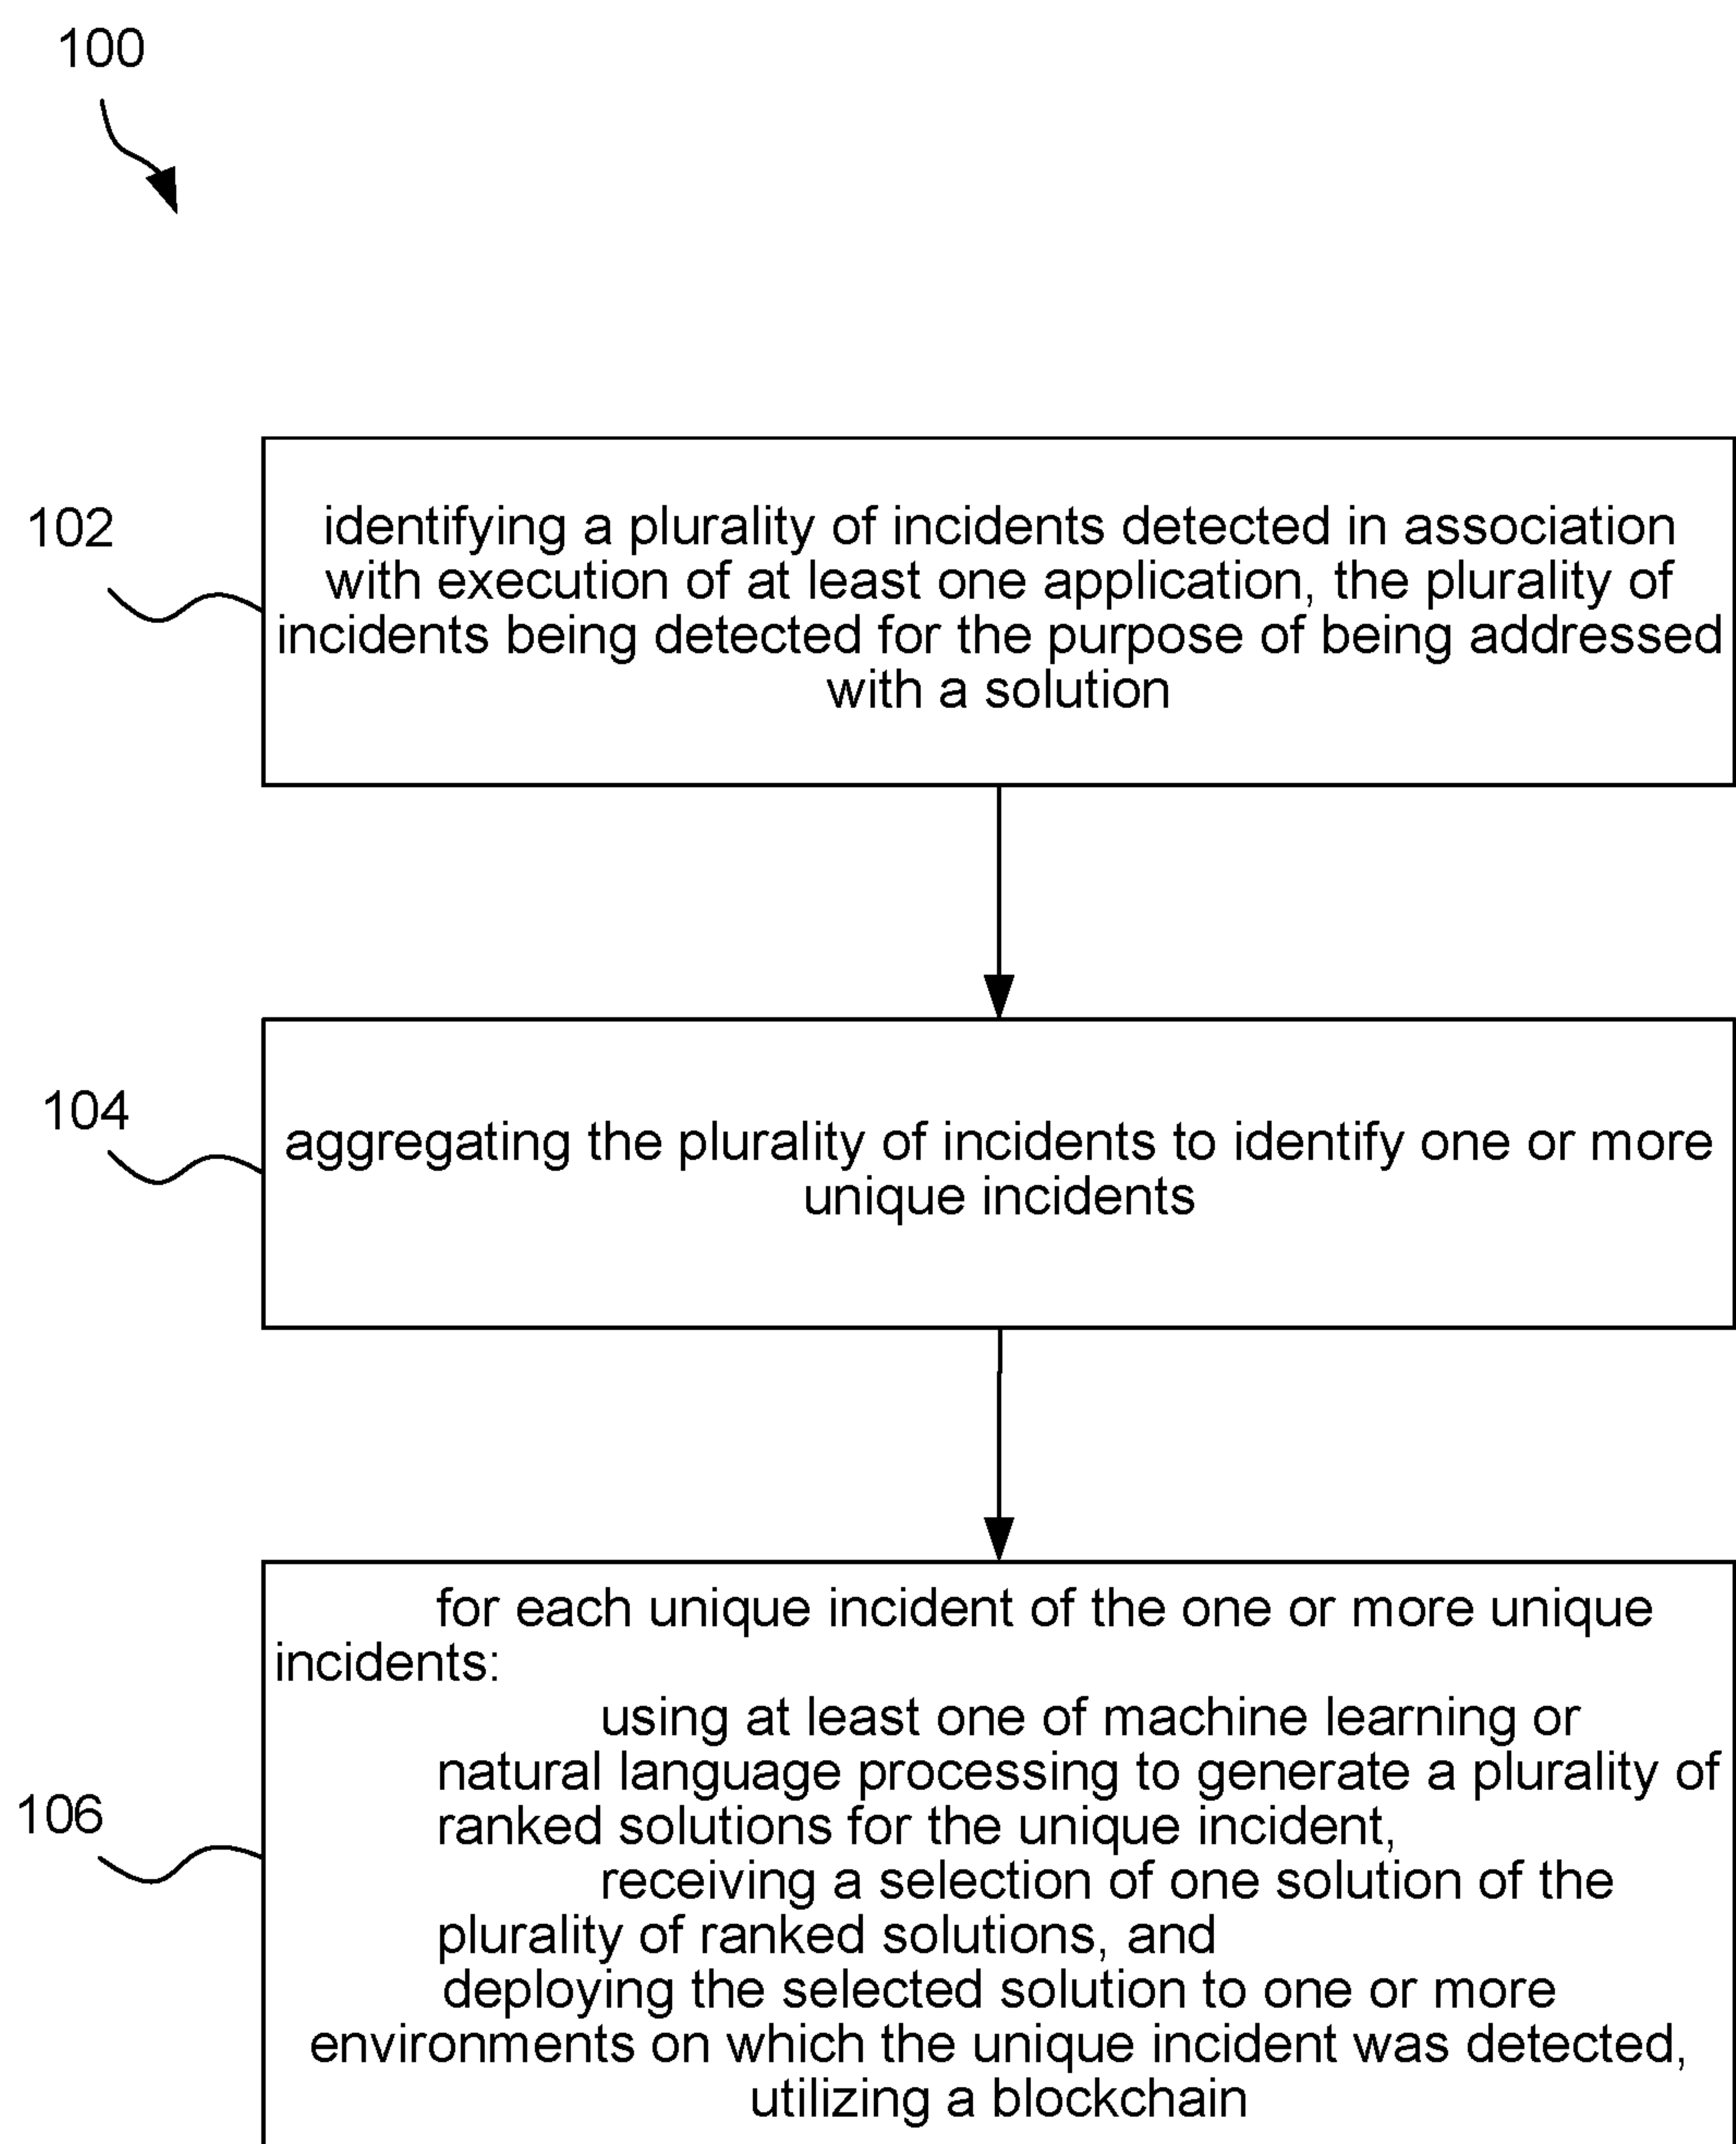 100
102
identifying a plurality of incidents detected in association
with execution of at least one application, the plurality of
incidents being detected for the purpose of being addressed
with a solution
104
aggregating the plurality of incidents to identify one or more
unique incidents
106
for each unique incident of the one or more unique
incidents:
using at least one of machine learning or
natural language processing to generate a plurality of
ranked solutions for the unique incident,
receiving a selection of one solution of the
plurality of ranked solutions, and
deploying the selected solution to one or more
environments on which the unique incident was detected,
utilizing a blockchain